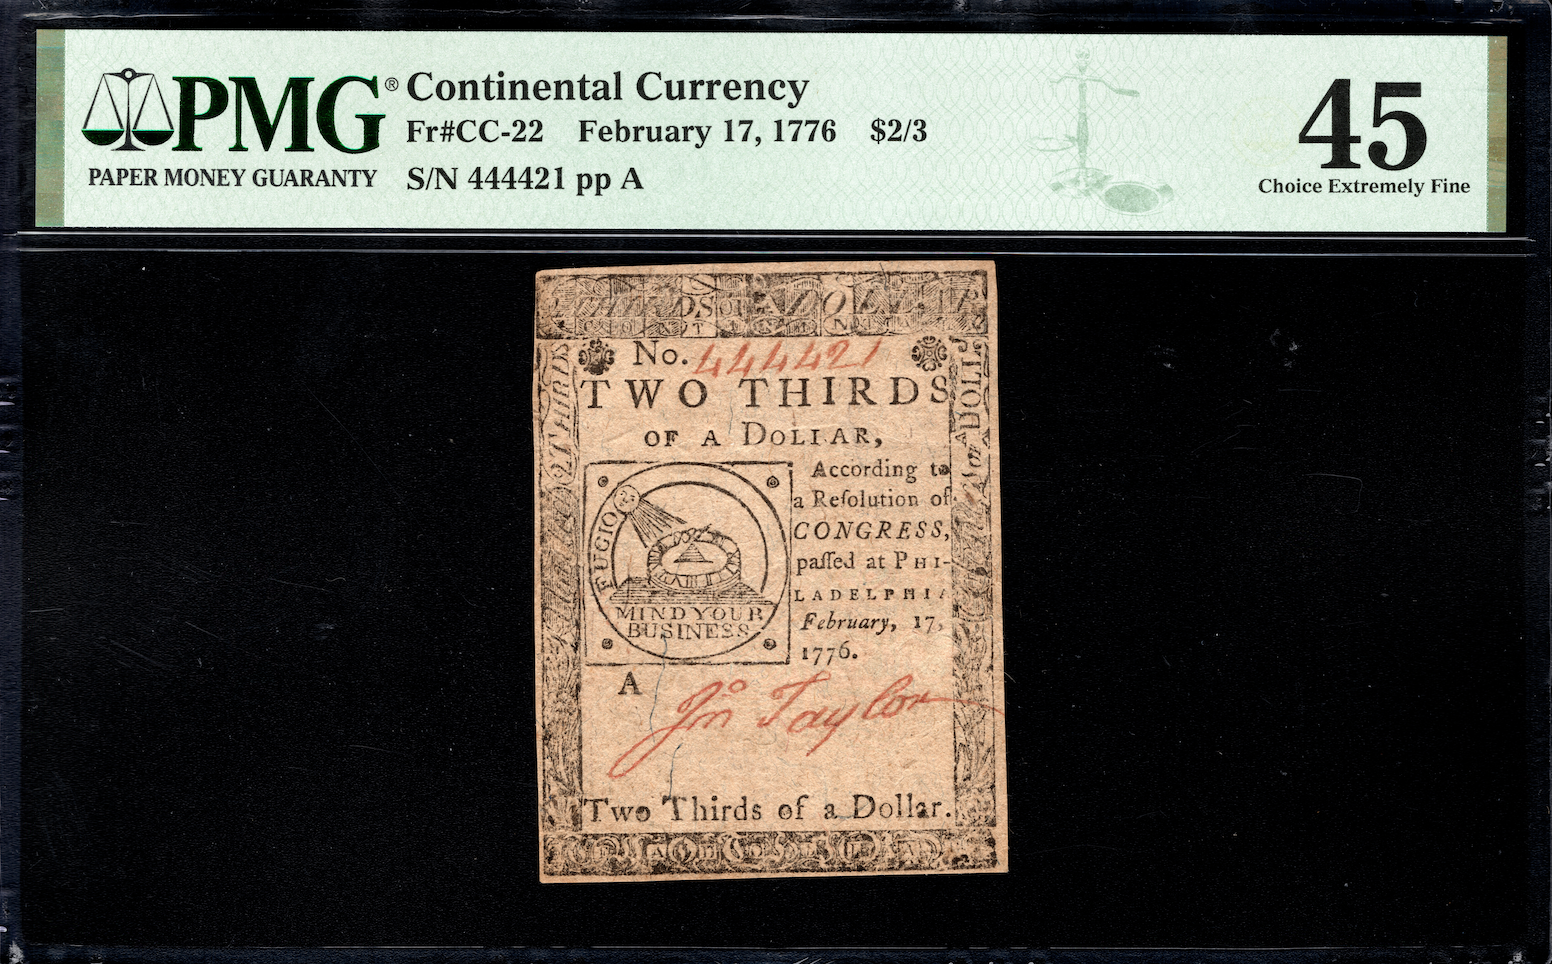 PMG® Continental Currency
Fr#CC-22 February 17, 1776 $2/3
PAPER MONEY GUARANTY S/N 444421 pp A
45
Choice Extremely Fine
No. 444421
TWO THIRDS
OF A DOLLAR,
According to
a Reſolution of
CONGRESS,
paſſed at PHI-
LADELPHIA
February, 17,
1776.
FUGIO
MIND YOUR
BUSINESS
A
Jnº Taylor
Two Thirds of a Dollar.
THIRDS
DOLL